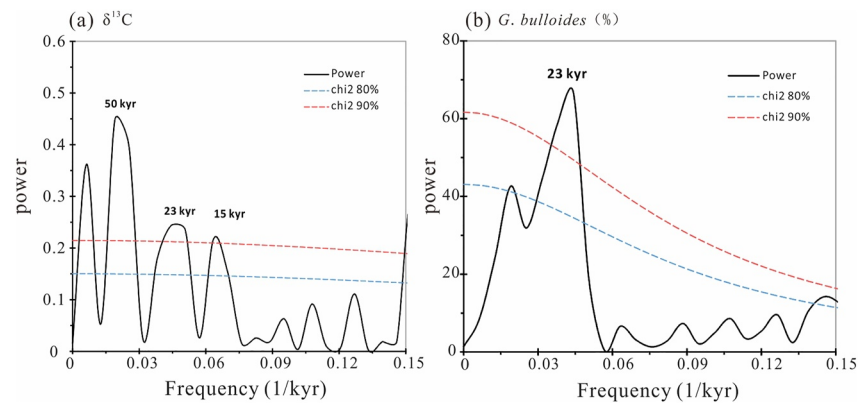 (a) δ¹³C
0.6
0.5
0.4
0.3
0.2
0.1
0
power
50 kyr
23 kyr
15 kyr
Power
chi2 80%
chi2 90%
0 0.03 0.06 0.09 0.12 0.15
Frequency (1/kyr)
(b) G. bulloides (%)
80
60
40
20
0
power
23 kyr
Power
chi2 80%
chi2 90%
0 0.03 0.06 0.09 0.12 0.15
Frequency (1/kyr)